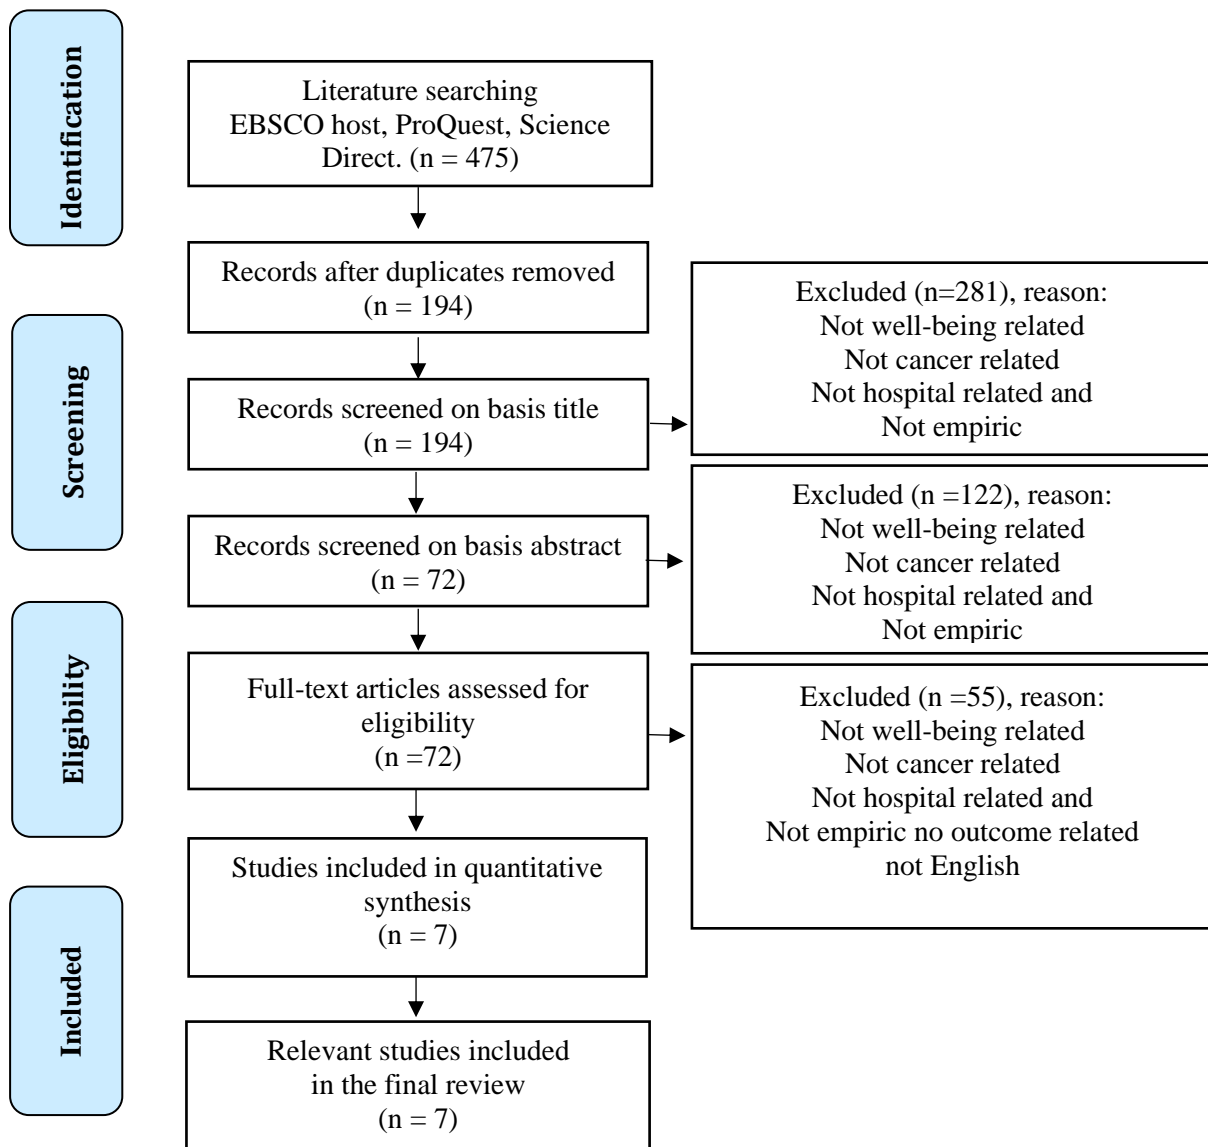 Identification
Literature searching
EBSCO host, ProQuest, Science
Direct. (n = 475)
Records after duplicates removed
(n = 194)
Excluded (n=281), reason:
Not well-being related
Not cancer related
Not hospital related and
Not empiric
Screening
Records screened on basis title
(n = 194)
Records screened on basis abstract
(n = 72)
Excluded (n =122), reason:
Not well-being related
Not cancer related
Not hospital related and
Not empiric
Eligibility
Full-text articles assessed for
eligibility
(n =72)
Excluded (n =55), reason:
Not well-being related
Not cancer related
Not hospital related and
Not empiric no outcome related
not English
Studies included in quantitative
synthesis
(n = 7)
Included
Relevant studies included
in the final review
(n = 7)